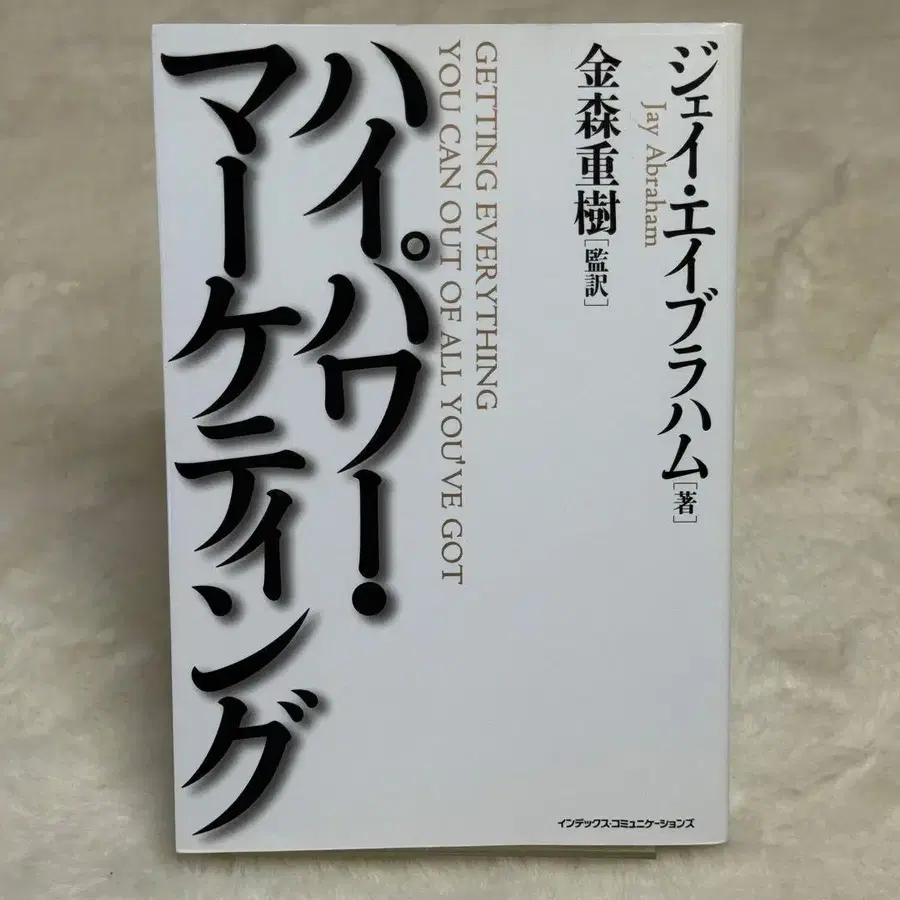 ジェイ・エイブラハム[著]
Jay Abraham
金森重樹[監訳]
GETTING EVERYTHING
YOU CAN OUT OF ALL YOU'VE GOT
ハイパワー・
マーケティング
インデックス・コミュニケーションズ